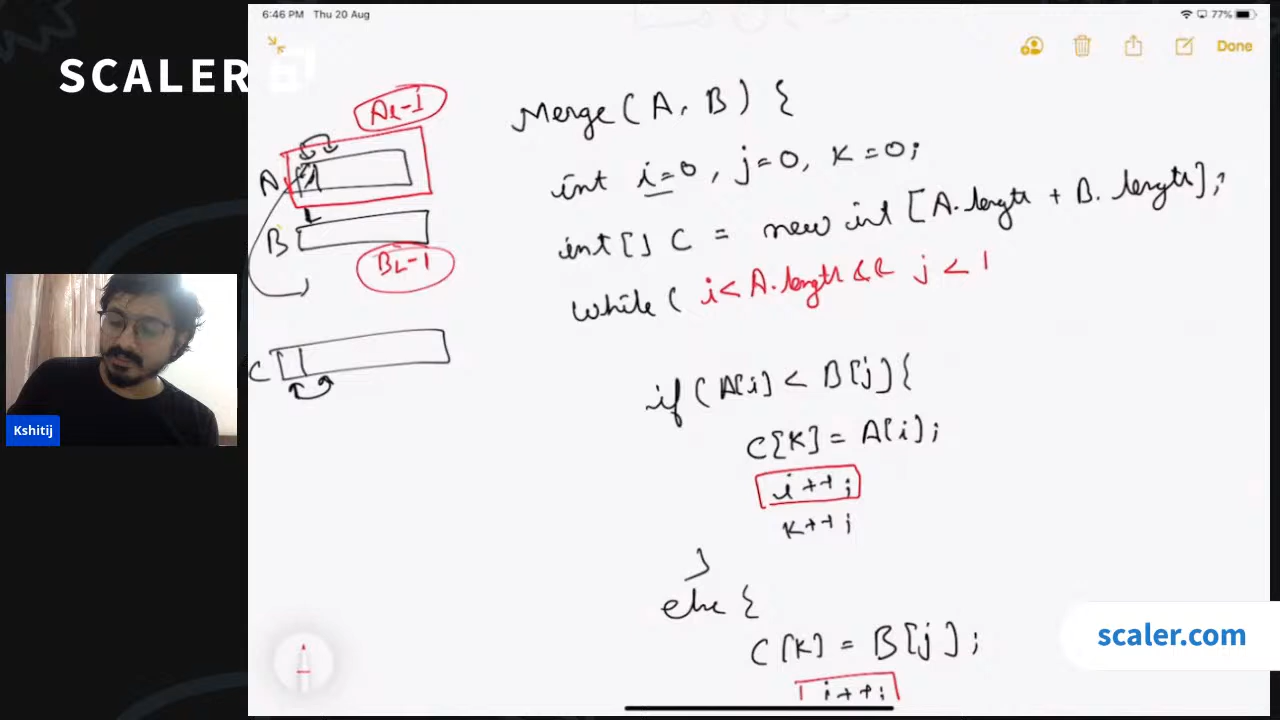 6:46 PM Thu 20 Aug
77%
Done
SCALER
AL-1
A
B
BL-1
C
Kshitij
Merge(A, B) {
int i=0, j=0, K=0;
int[] C = new int [A.length + B.length];
while( i< A.length && j < 1
if (A[i] < B[j]{
C[K] = A[i];
i++;
K++;
}
else {
C[K] = B[j];
j++;
scaler.com